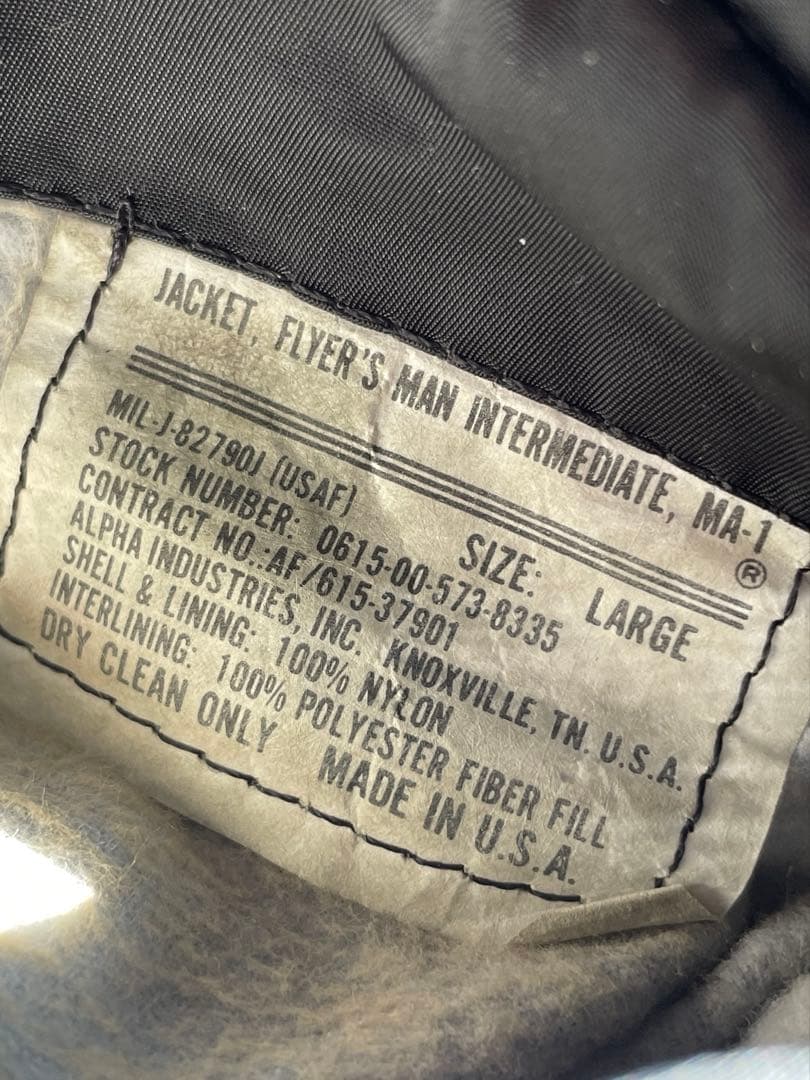 JACKET, FLYER'S MAN INTERMEDIATE, MA-1 ®
MIL-J-82790J (USAF) SIZE: LARGE
STOCK NUMBER: 0615-00-573-8335
CONTRACT NO.:AF/615-37901
ALPHA INDUSTRIES, INC. KNOXVILLE, TN. U.S.A.
SHELL & LINING: 100% NYLON
INTERLINING: 100% POLYESTER FIBER FILL
DRY CLEAN ONLY MADE IN U.S.A.